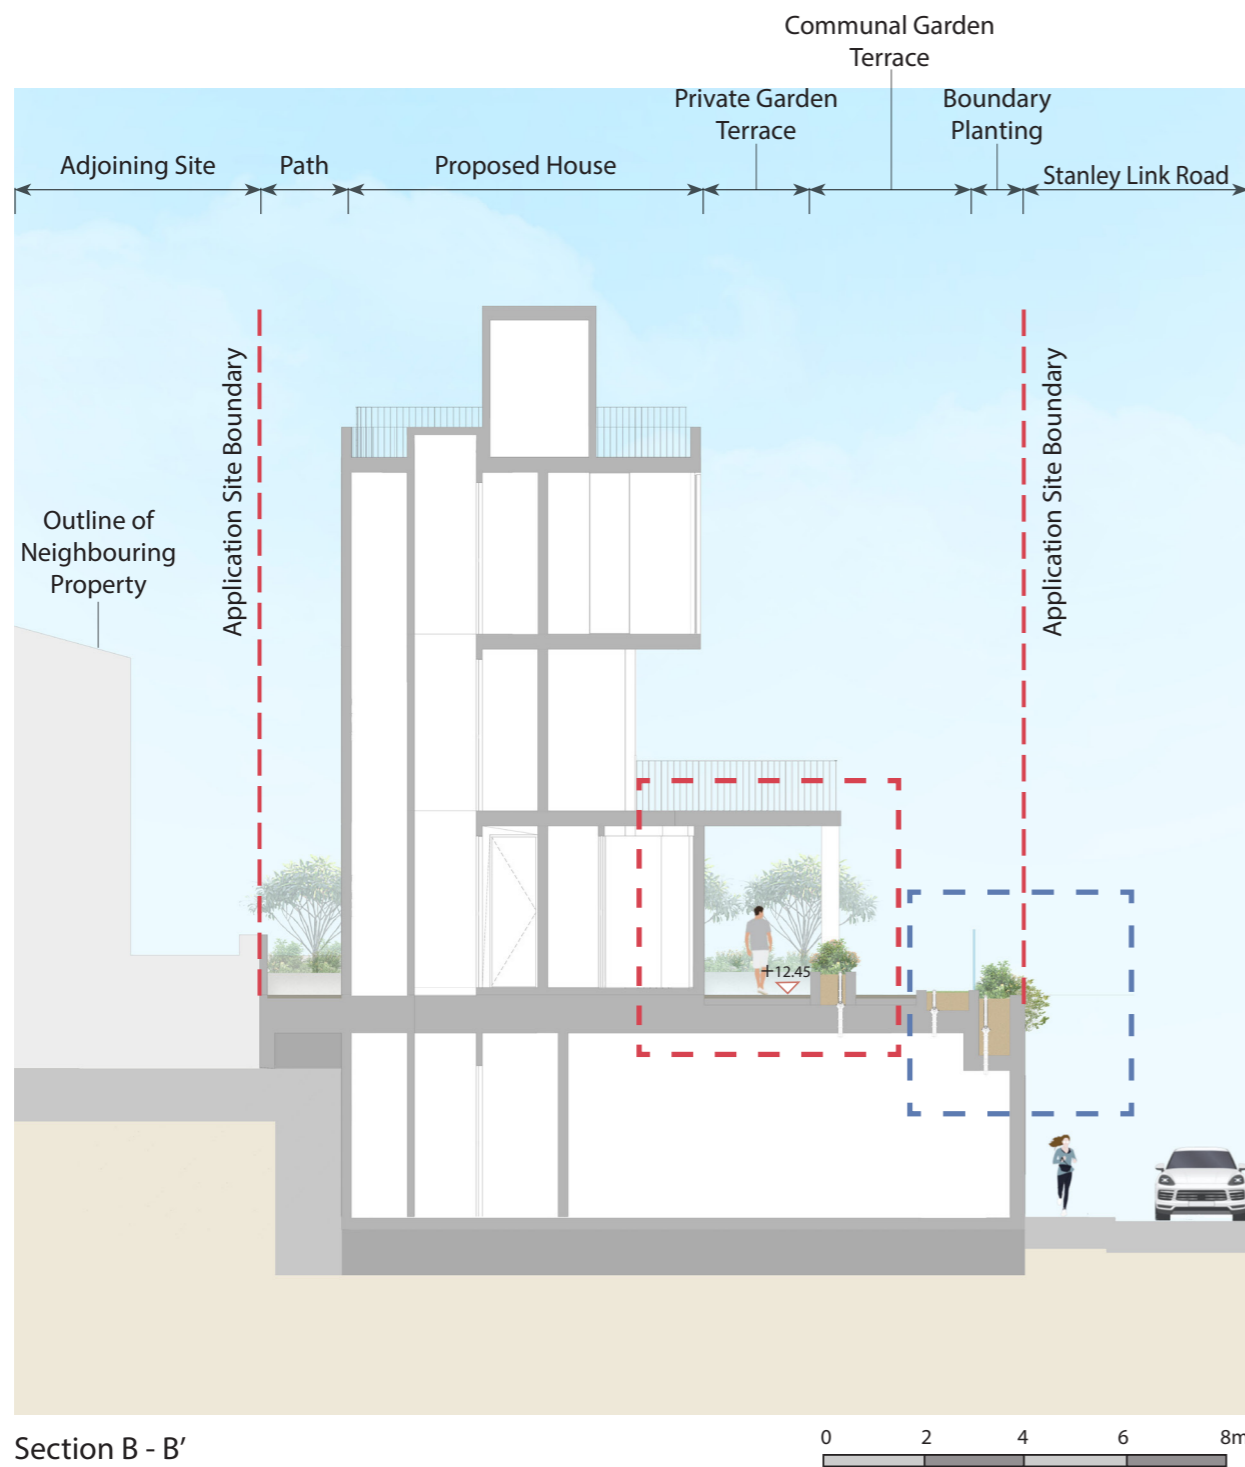 Communal Garden
Terrace
Private Garden
Terrace
Boundary
Planting
Adjoining Site
Path
Proposed House
Stanley Link Road
Application Site Boundary
Application Site Boundary
Outline of
Neighbouring
Property
+12.45
Section B - B’
0 2 4 6 8m